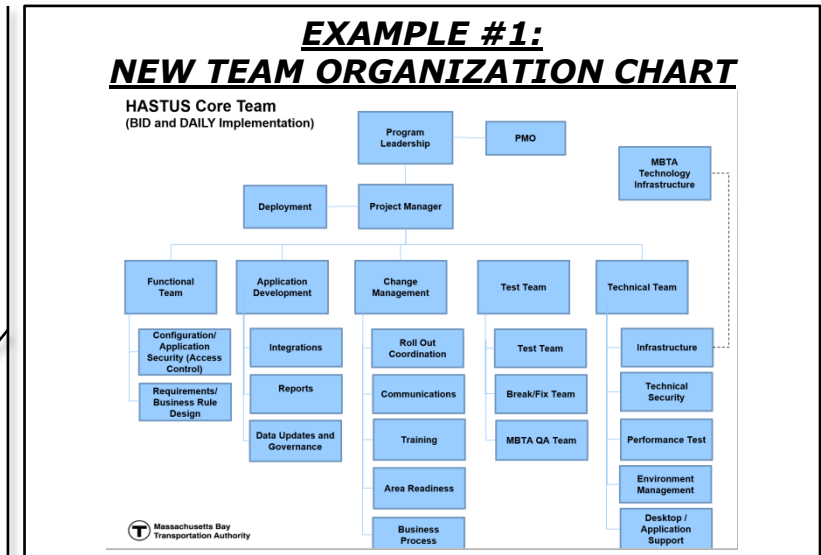 EXAMPLE #1:
NEW TEAM ORGANIZATION CHART
HASTUS Core Team
(BID and DAILY Implementation)
Program
Leadership
PMO
MBTA
Technology
Infrastructure
Deployment
Project Manager
Functional
Team
Application
Development
Change
Management
Test Team
Technical Team
Configuration/
Application
Security (Access
Control)
Requirements/
Business Rule
Design
Integrations
Reports
Data Updates and
Governance
Roll Out
Coordination
Communications
Training
Area Readiness
Business
Process
Test Team
Break/Fix Team
MBTA QA Team
Infrastructure
Technical
Security
Performance Test
Environment
Management
Desktop /
Application
Support
T
Massachusetts Bay
Transportation Authority